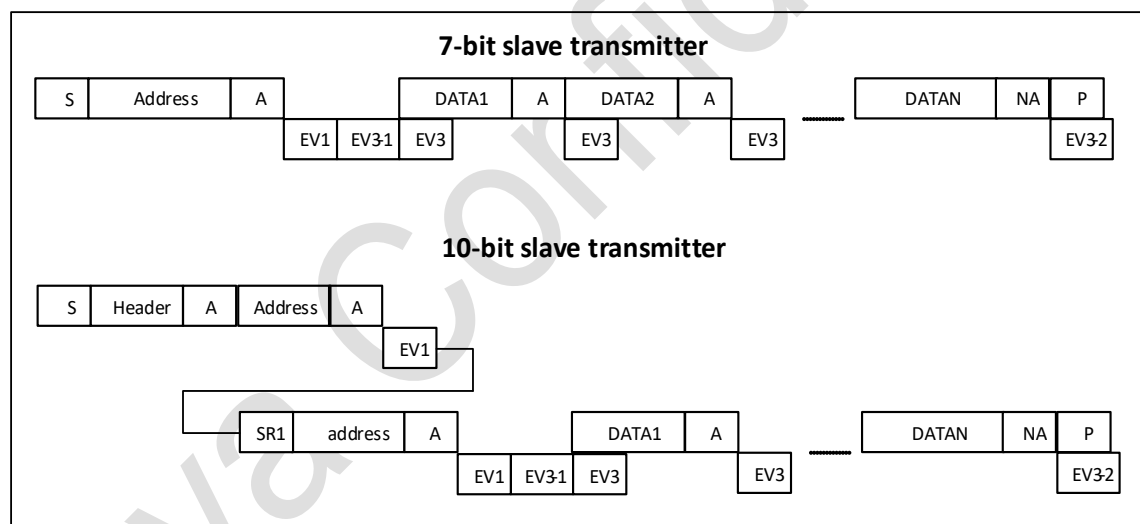 7-bit slave transmitter
S Address A DATA1 A DATA2 A DATAN NA P
EV1 EV3-1 EV3 EV3 EV3 EV3-2
10-bit slave transmitter
S Header A Address A
EV1
SR1 address A DATA1 A DATAN NA P
EV1 EV3-1 EV3 EV3 EV3-2